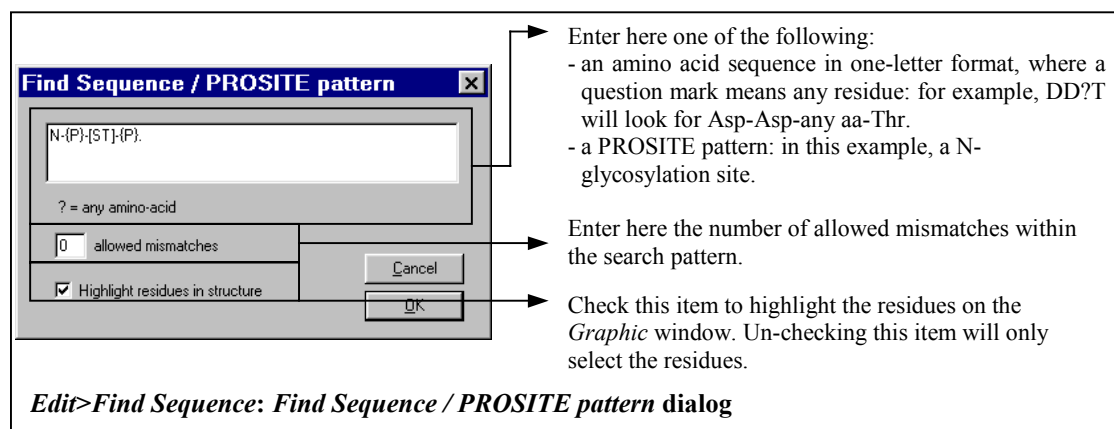 Find Sequence / PROSITE pattern
N-{P}-[ST]-{P}.
? = any amino-acid
0 allowed mismatches
Highlight residues in structure
Cancel
OK
Enter here one of the following:
- an amino acid sequence in one-letter format, where a
question mark means any residue: for example, DD?T
will look for Asp-Asp-any aa-Thr.
- a PROSITE pattern: in this example, a N-
glycosylation site.
Enter here the number of allowed mismatches within
the search pattern.
Check this item to highlight the residues on the
Graphic window. Un-checking this item will only
select the residues.
Edit>Find Sequence: Find Sequence / PROSITE pattern dialog